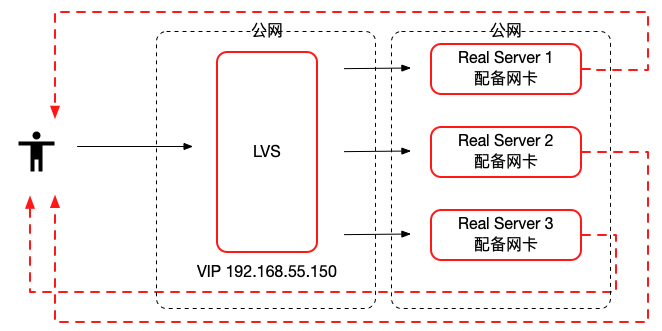 公网
公网
Real Server 1
配备网卡
LVS
Real Server 2
配备网卡
Real Server 3
配备网卡
VIP 192.168.55.150